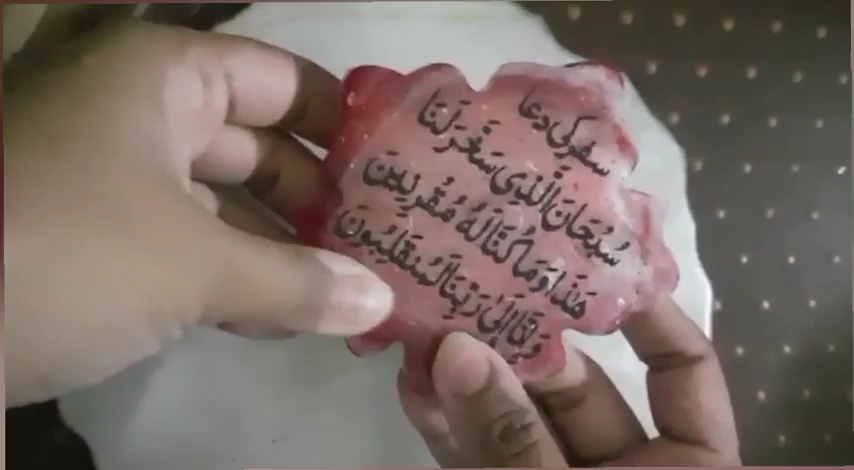 سفر کی دعا
سُبْحَانَ الَّذِی سَخَّرَ لَنَا
هٰذَا وَمَا كُنَّا لَهُ مُقْرِنِينَ
وَإِنَّا إِلَىٰ رَبِّنَا لَمُنْقَلِبُونَ